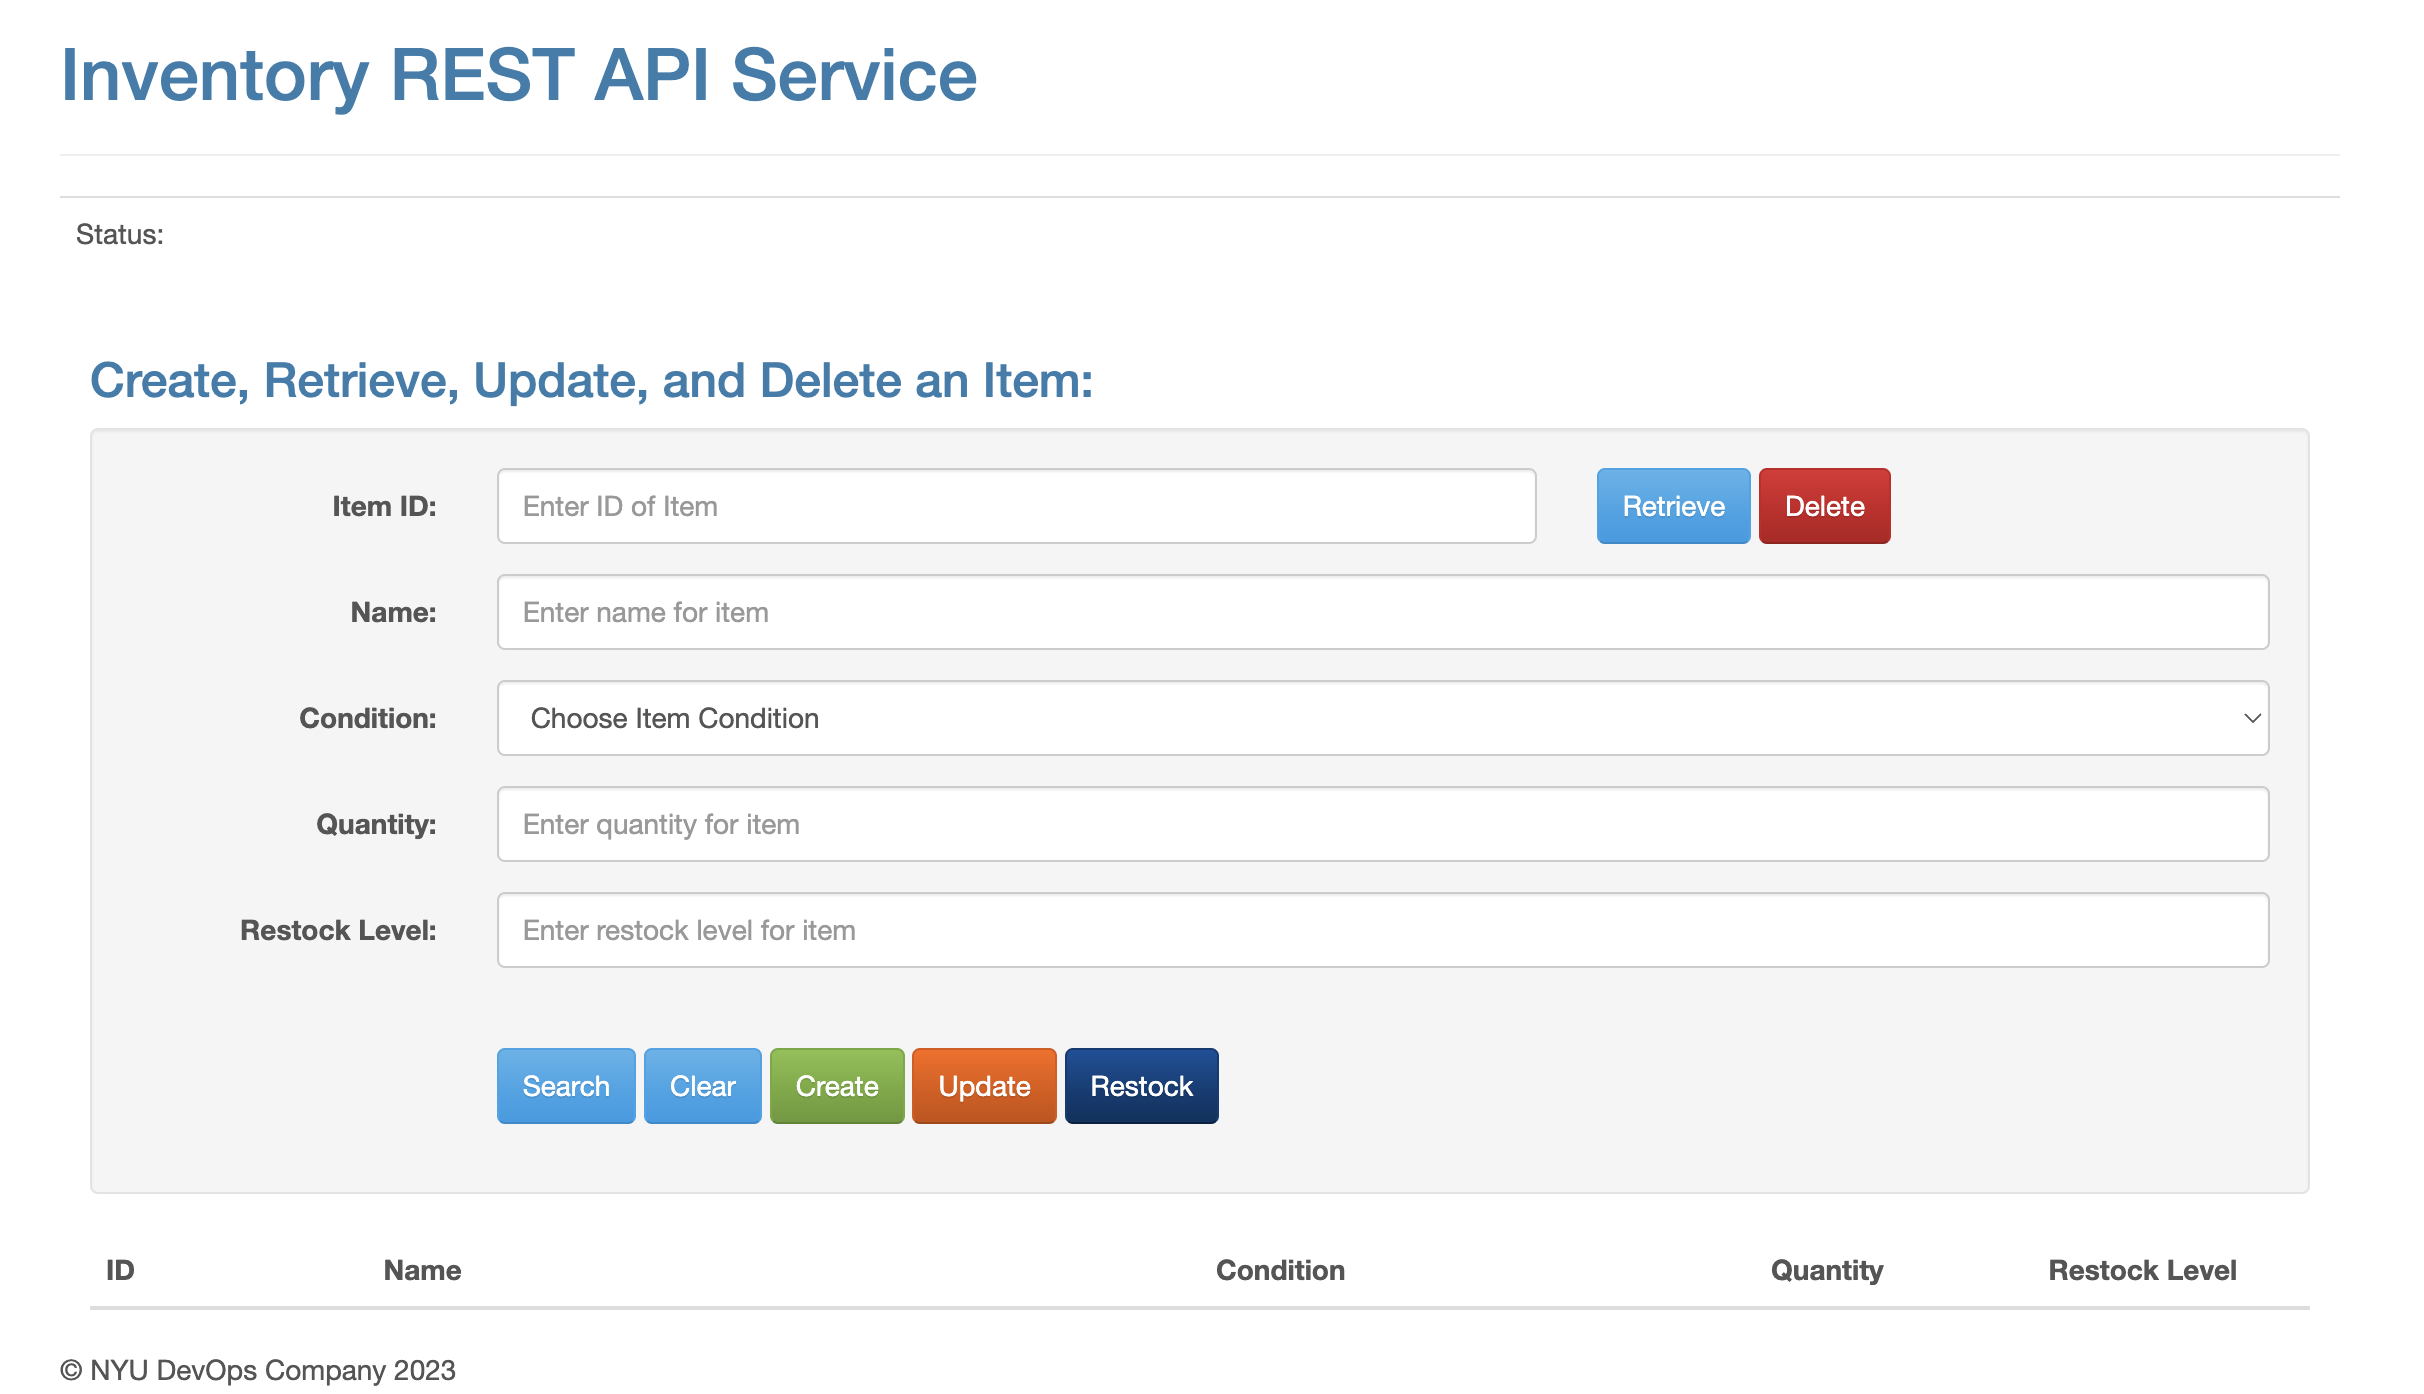 Inventory REST API Service
Status:
Create, Retrieve, Update, and Delete an Item:
Item ID: Enter ID of Item Retrieve Delete
Name: Enter name for item
Condition: Choose Item Condition
Quantity: Enter quantity for item
Restock Level: Enter restock level for item
Search Clear Create Update Restock
ID Name Condition Quantity Restock Level
© NYU DevOps Company 2023